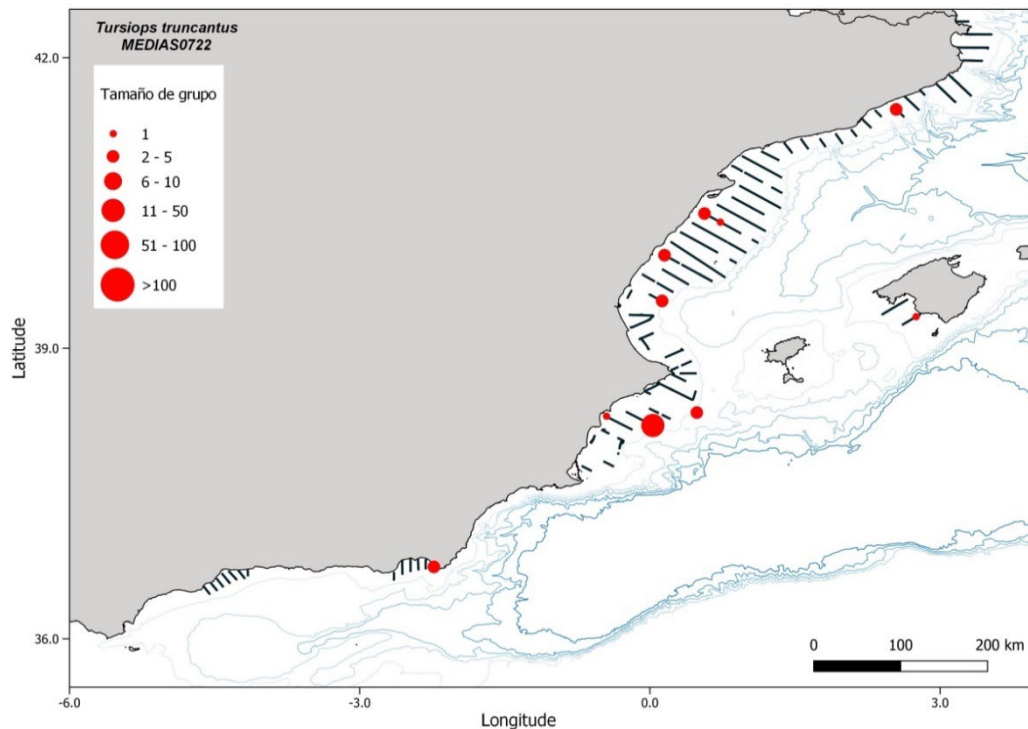 Tursiops truncantus
MEDIAS0722
Tamaño de grupo
1
2 - 5
6 - 10
11 - 50
51 - 100
>100
42.0
39.0
36.0
Latitude
-6.0
-3.0
0.0
3.0
Longitude
0 100 200 km